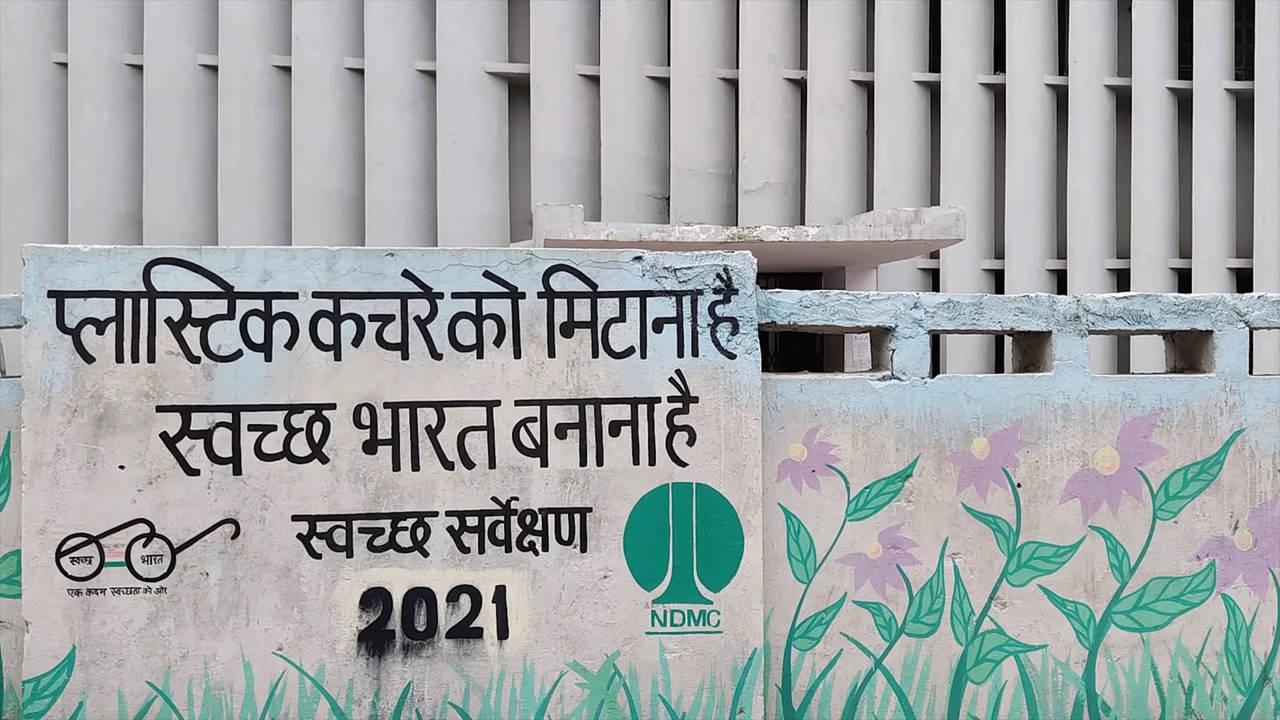 प्लास्टिक कचरे को मिटाना है
स्वच्छ भारत बनाना है
स्वच्छ सर्वेक्षण
2021
स्वच्छ भारत
एक कदम स्वच्छता की ओर
NDMC